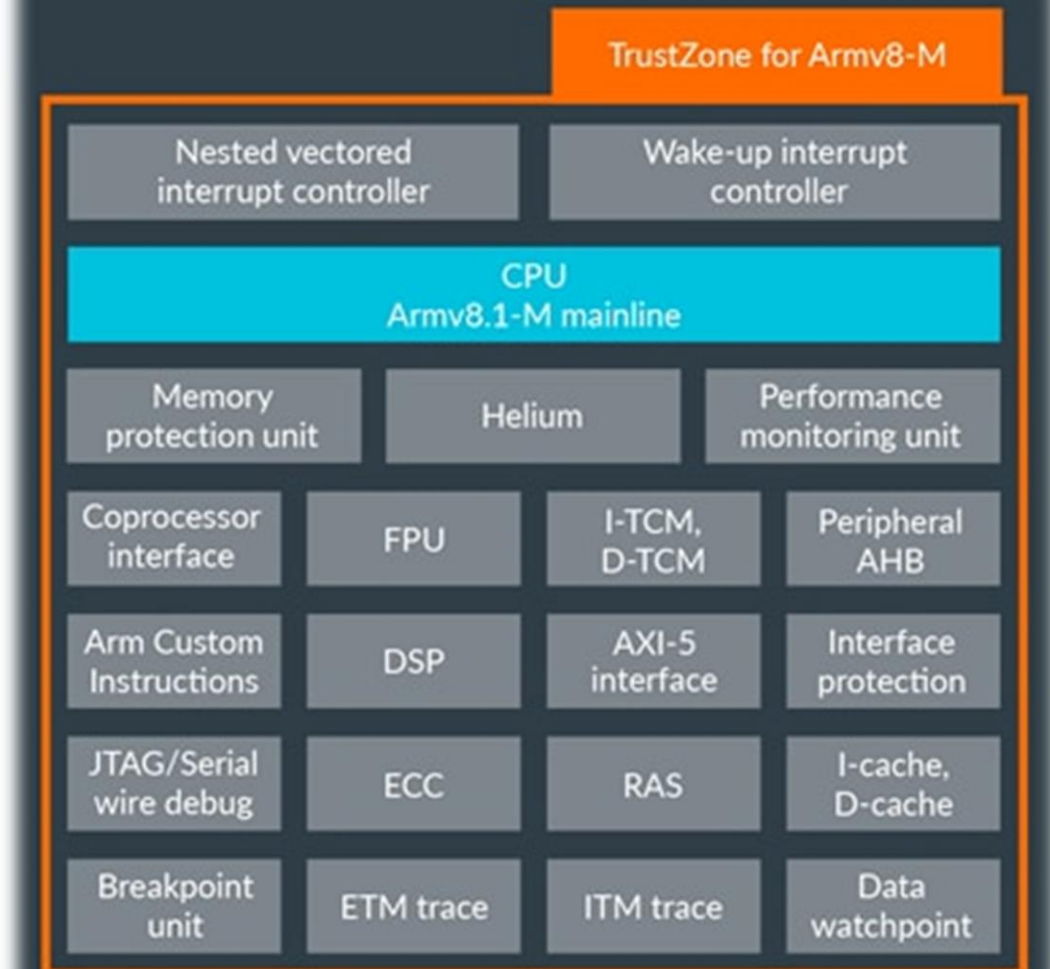 TrustZone for Armv8-M
Nested vectored
interrupt controller
Wake-up interrupt
controller
CPU
Armv8.1-M mainline
Memory
protection unit
Helium
Performance
monitoring unit
Coprocessor
interface
FPU
I-TCM,
D-TCM
Peripheral
AHB
Arm Custom
Instructions
DSP
AXI-5
interface
Interface
protection
JTAG/Serial
wire debug
ECC
RAS
I-cache,
D-cache
Breakpoint
unit
ETM trace
ITM trace
Data
watchpoint